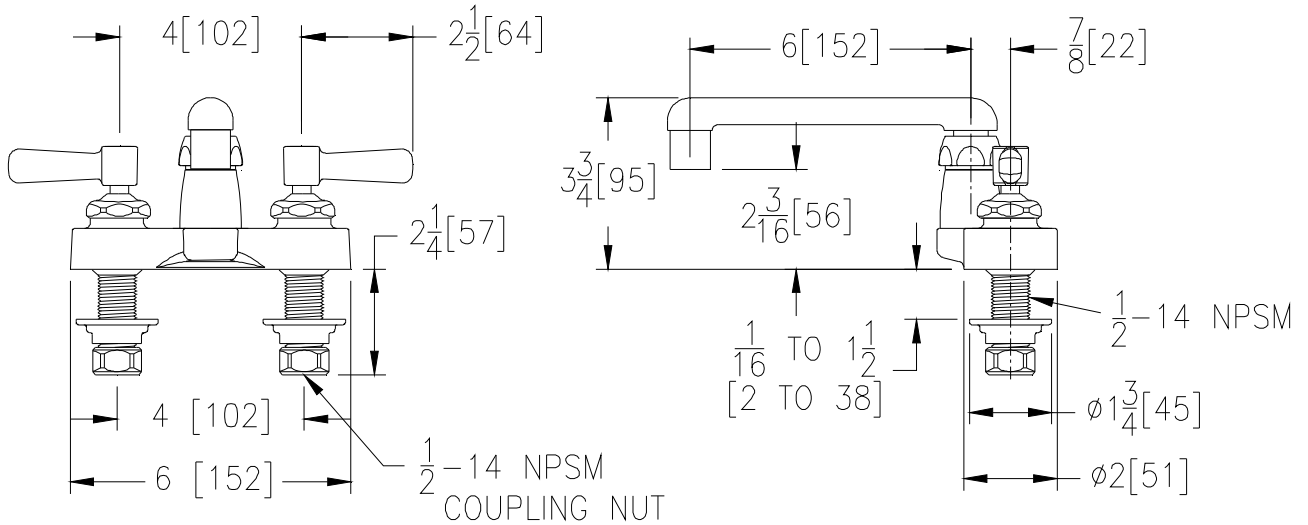 4[102]
2 1/2[64]
6[152]
7/8[22]
3 3/4[95]
2 3/16[56]
2 1/4[57]
1/2-14 NPSM
1/16 TO 1 1/2
[2 TO 38]
4 [102]
ø1 3/4[45]
6 [152]
1/2-14 NPSM
COUPLING NUT
ø2[51]